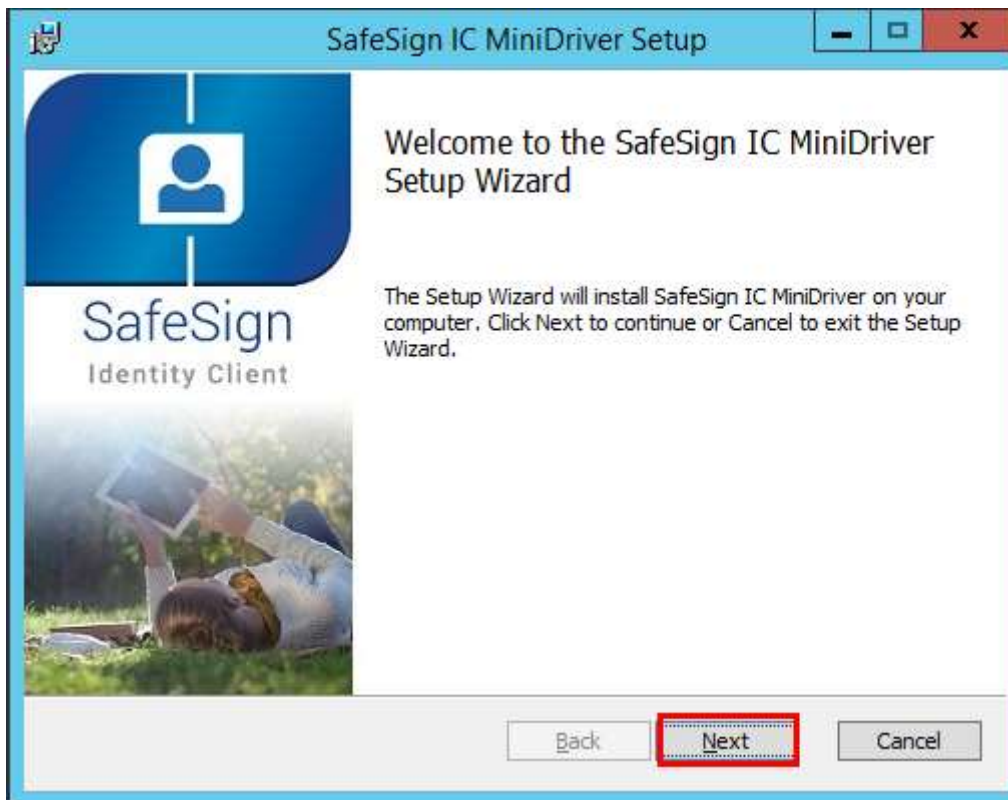 SafeSign IC MiniDriver Setup
Welcome to the SafeSign IC MiniDriver
Setup Wizard
The Setup Wizard will install SafeSign IC MiniDriver on your
computer. Click Next to continue or Cancel to exit the Setup
Wizard.
SafeSign
Identity Client
Back Next Cancel